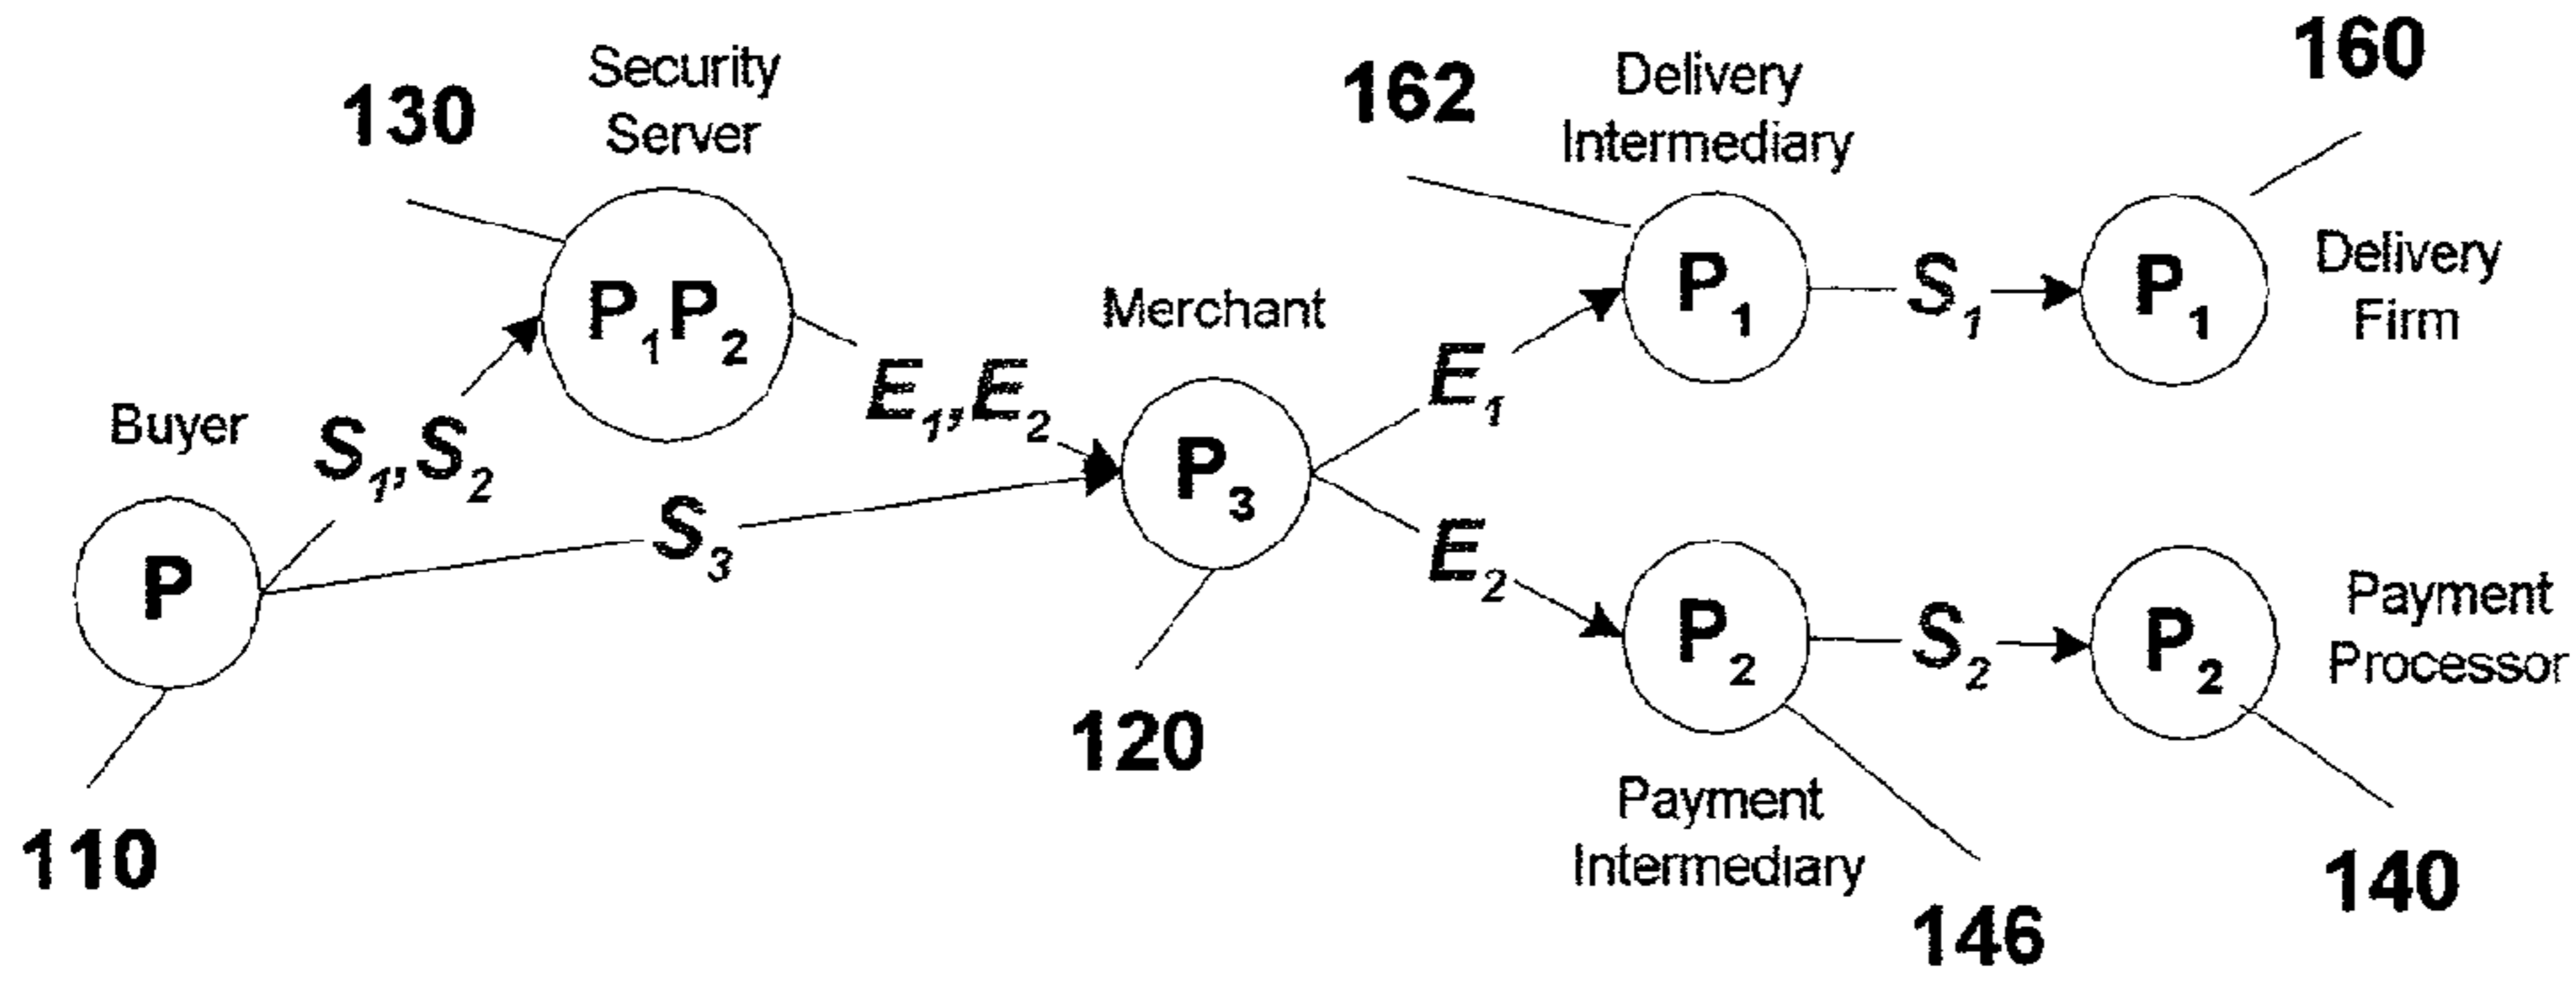 160
Security
Server
130
162
Delivery
Intermediary
P1P2
P1
S1
P1
Delivery
Firm
Merchant
E1,E2
E1
Buyer
S1,S2
P3
S3
E2
P
P2
S2
P2
Payment
Processor
120
Payment
Intermediary
110
146
140